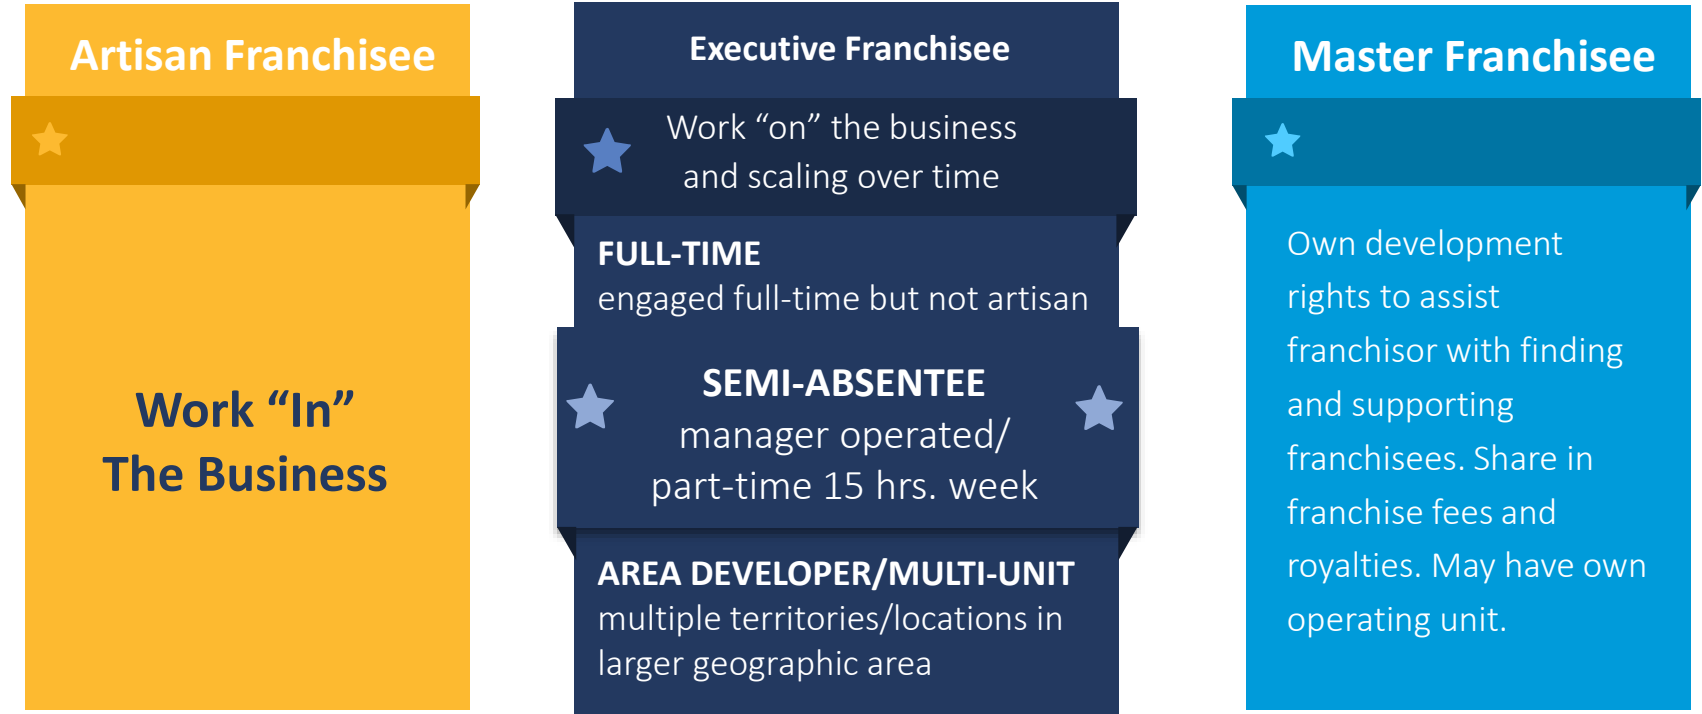 Artisan Franchisee
Work “In”
The Business
Executive Franchisee
Work “on” the business
and scaling over time
FULL-TIME
engaged full-time but not artisan
SEMI-ABSENTEE
manager operated/
part-time 15 hrs. week
AREA DEVELOPER/MULTI-UNIT
multiple territories/locations in
larger geographic area
Master Franchisee
Own development
rights to assist
franchisor with finding
and supporting
franchisees. Share in
franchise fees and
royalties. May have own
operating unit.